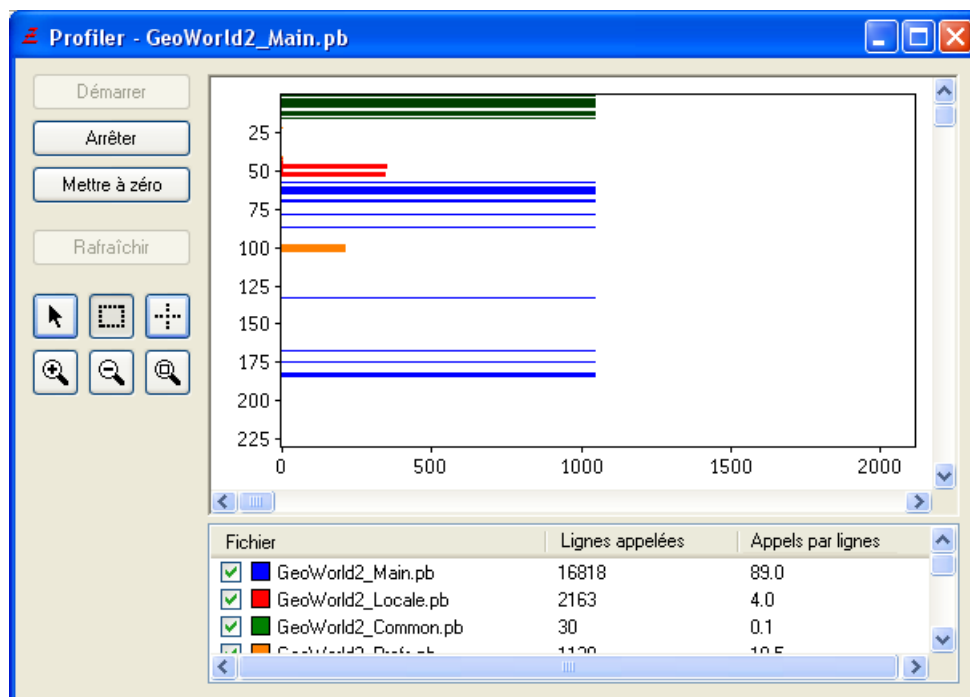 Profiler - GeoWorld2_Main.pb
Démarrer
Arrêter
Mettre à zéro
Rafraîchir
25
50
75
100
125
150
175
200
225
0 500 1000 1500 2000
Fichier Lignes appelées Appels par lignes
GeoWorld2_Main.pb 16818 89.0
GeoWorld2_Locale.pb 2163 4.0
GeoWorld2_Common.pb 30 0.1